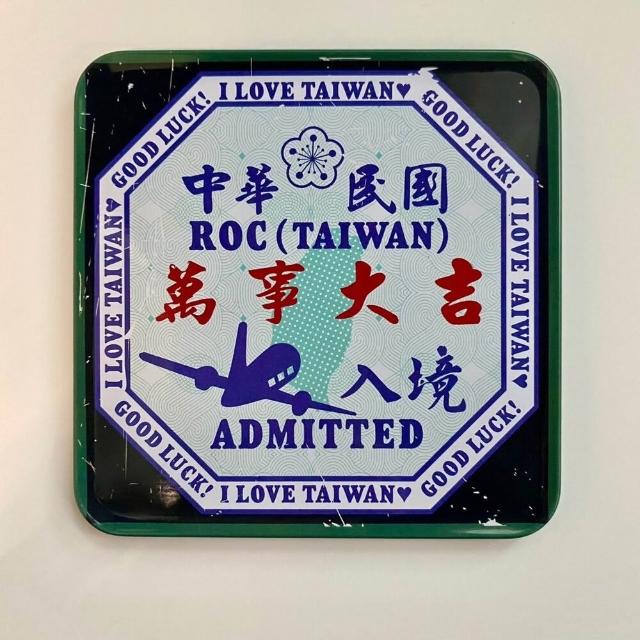 I LOVE TAIWAN♥
GOOD LUCK!
I LOVE TAIWAN♥
GOOD LUCK!
I LOVE TAIWAN♥
GOOD LUCK!
I LOVE TAIWAN♥
GOOD LUCK!
中華民國
ROC (TAIWAN)
萬事大吉
入境
ADMITTED